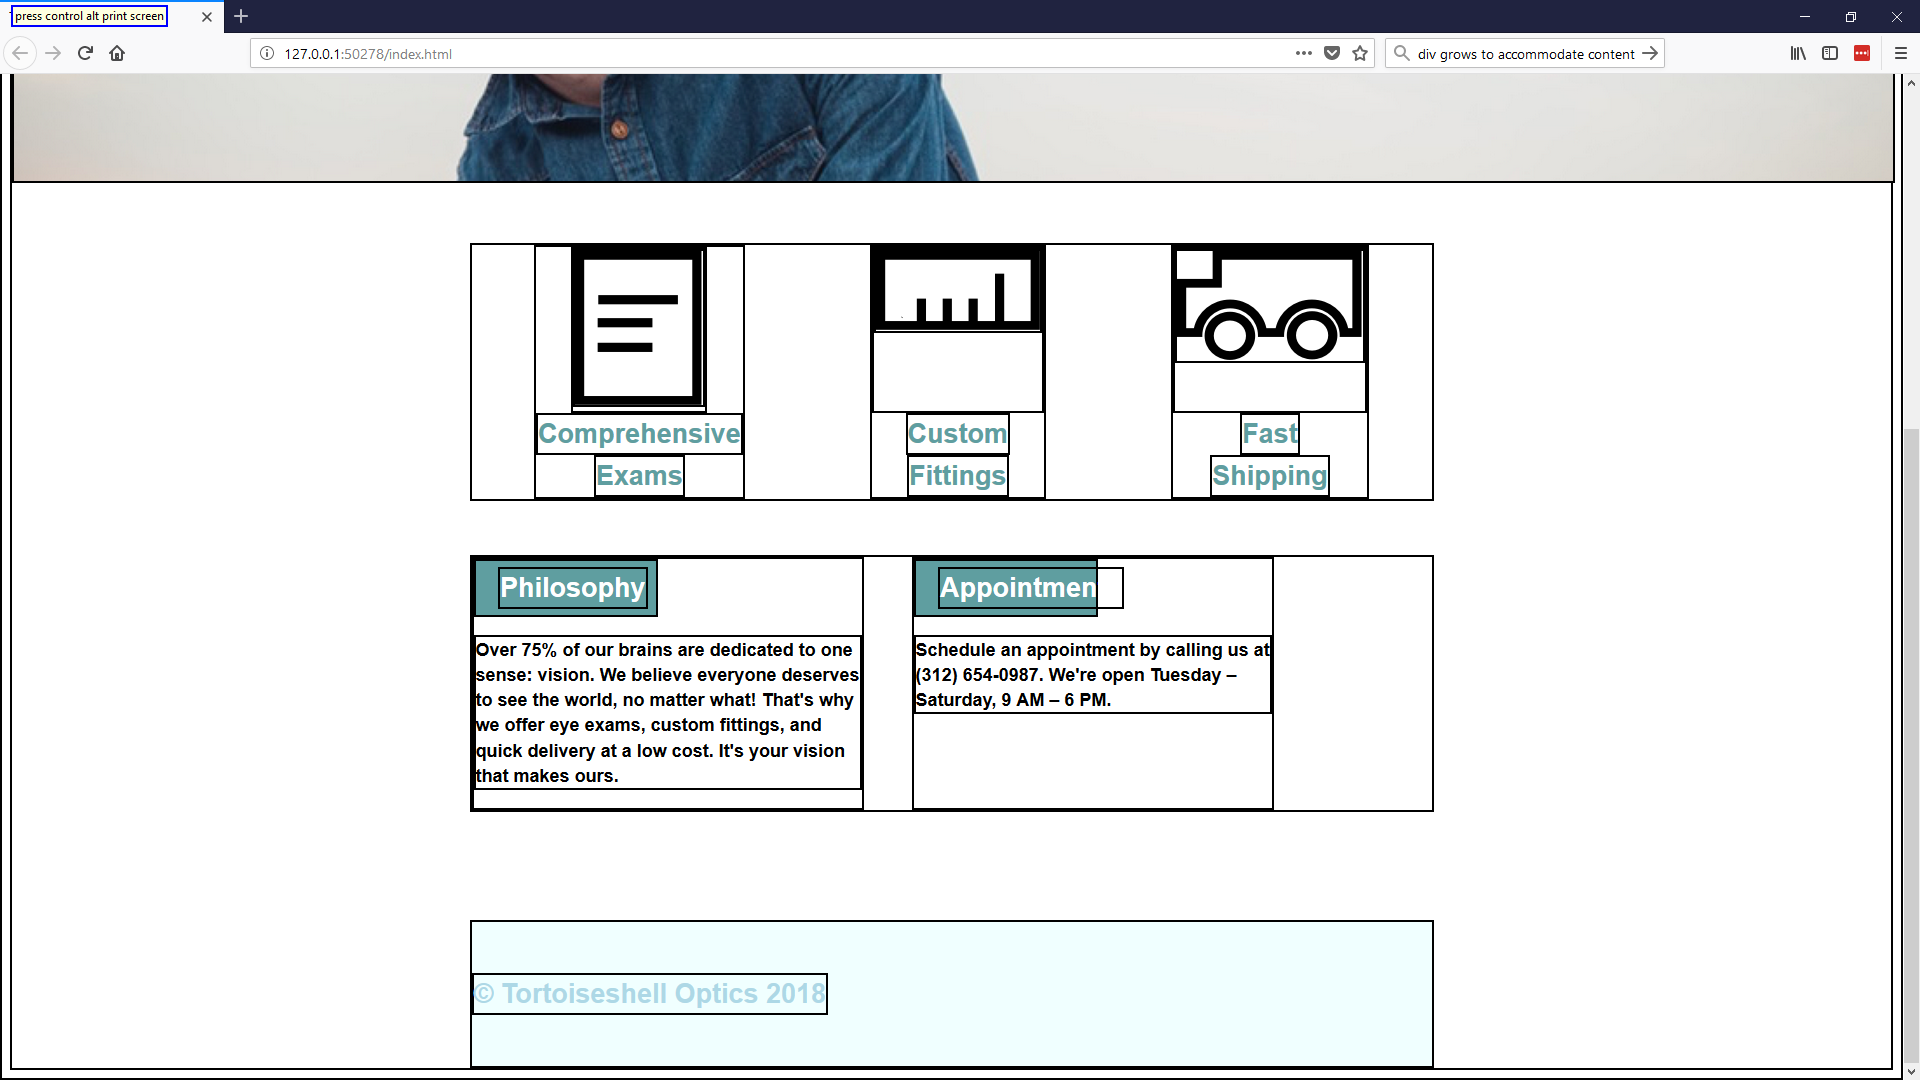 press control alt print screen
127.0.0.1:50278/index.html
div grows to accommodate content
Comprehensive
Exams
Custom
Fittings
Fast
Shipping
Philosophy
Over 75% of our brains are dedicated to one
sense: vision. We believe everyone deserves
to see the world, no matter what! That's why
we offer eye exams, custom fittings, and
quick delivery at a low cost. It's your vision
that makes ours.
Appointmen
Schedule an appointment by calling us at
(312) 654-0987. We're open Tuesday –
Saturday, 9 AM – 6 PM.
© Tortoiseshell Optics 2018